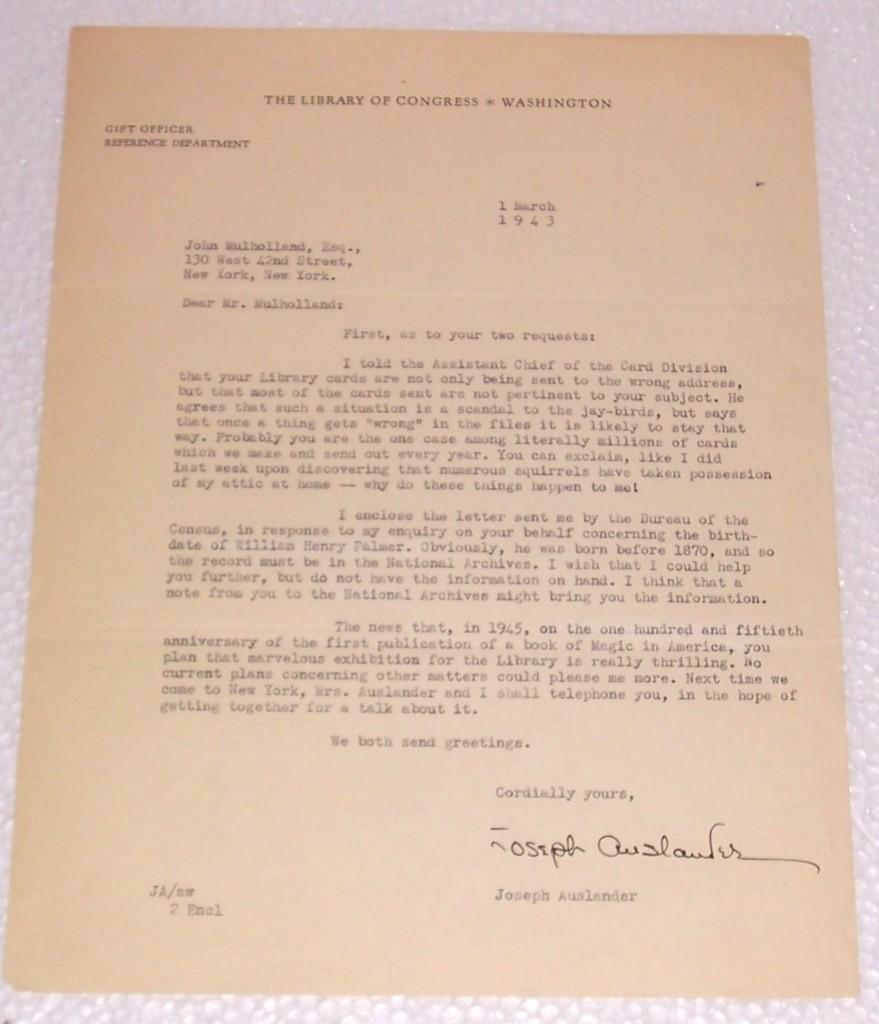 THE LIBRARY OF CONGRESS * WASHINGTON
GIFT OFFICER
REFERENCE DEPARTMENT
1 March
1 9 4 3
John Mulholland, Esq.,
130 West 42nd Street,
New York, New York.
Dear Mr. Mulholland:
First, as to your two requests:
I told the Assistant Chief of the Card Division
that your Library cards are not only being sent to the wrong address,
but that most of the cards sent are not pertinent to your subject. He
agrees that such a situation is a scandal to the jay-birds, but says
that once a thing gets "wrong" in the files it is likely to stay that
way. Probably you are the one case among literally millions of cards
which we make and send out every year. You can exclaim, like I did
last week upon discovering that numerous squirrels have taken possession
of my attic at home -- why do these things happen to me!
I enclose the letter sent me by the Bureau of the
Census, in response to my enquiry on your behalf concerning the birth-
date of William Henry Palmer. Obviously, he was born before 1870, and so
the record must be in the National Archives. I wish that I could help
you further, but do not have the information on hand. I think that a
note from you to the National Archives might bring you the information.
The news that, in 1945, on the one hundred and fiftieth
anniversary of the first publication of a book of Magic in America, you
plan that marvelous exhibition for the Library is really thrilling. No
current plans concerning other matters could please me more. Next time we
come to New York, Mrs. Auslander and I shall telephone you, in the hope of
getting together for a talk about it.
We both send greetings.
Cordially yours,
Joseph Auslander
Joseph Auslander
JA/aw
2 Encl